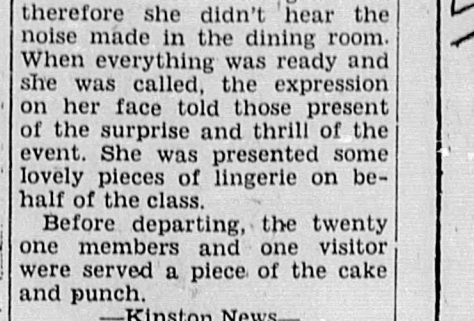 therefore she didn't hear the
noise made in the dining room.
When everything was ready and
she was called, the expression
on her face told those present
of the surprise and thrill of the
event. She was presented some
lovely pieces of lingerie on be-
half of the class.
Before departing, the twenty
one members and one visitor
were served a piece of the cake
and punch.
—Kinston News—